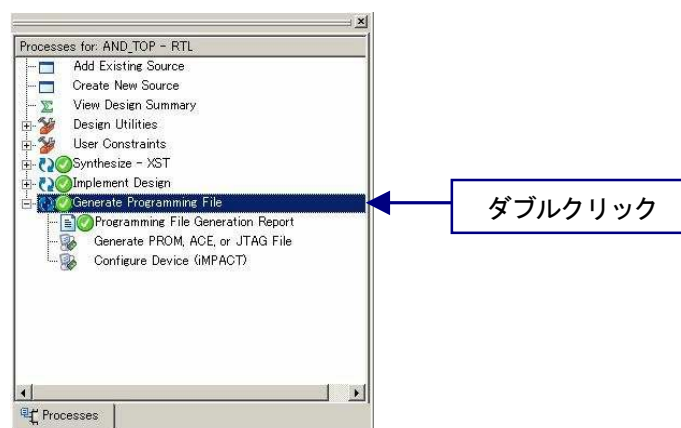 Processes for: AND_TOP - RTL
Add Existing Source
Create New Source
View Design Summary
Design Utilities
User Constraints
Synthesize - XST
Implement Design
Generate Programming File
ダブルクリック
Programming File Generation Report
Generate PROM, ACE, or JTAG File
Configure Device (iMPACT)
Processes